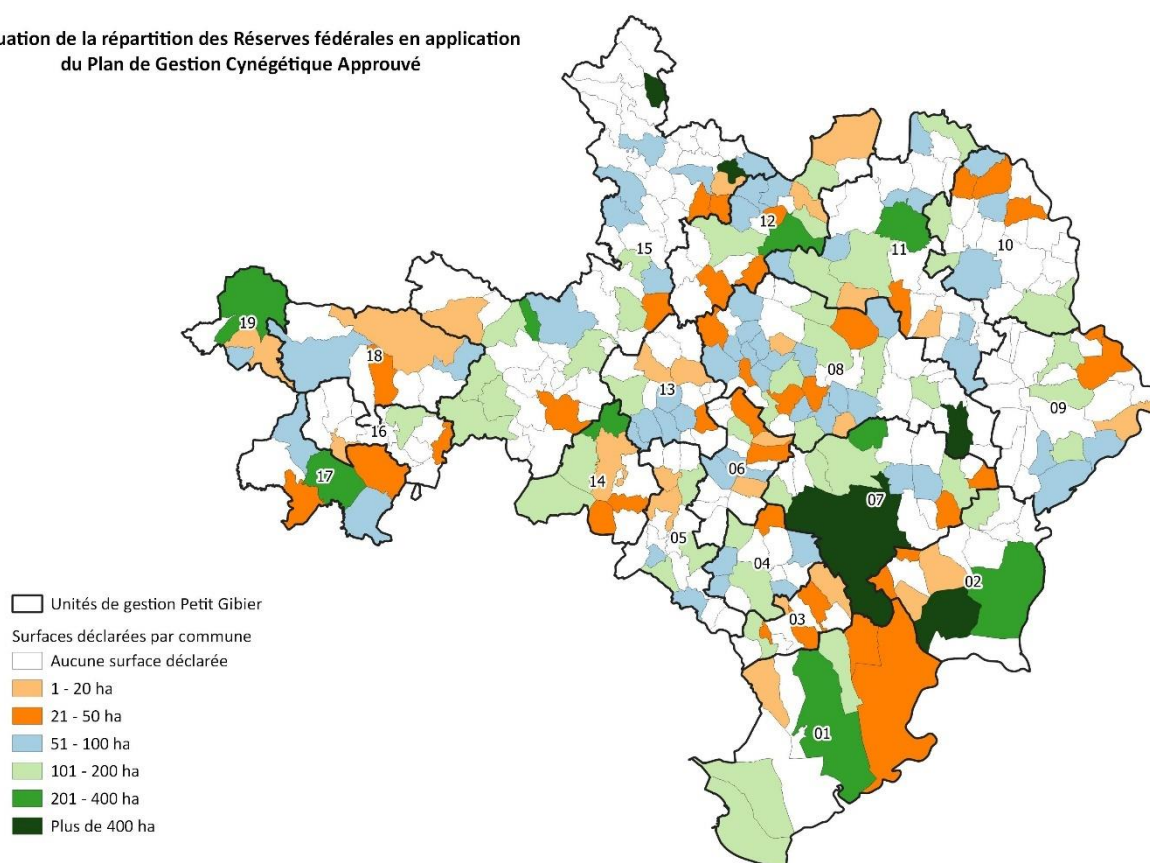 uation de la répartition des Réserves fédérales en application
du Plan de Gestion Cynégétique Approuvé
12
15
11
10
19
18
08
13
09
16
06
17
14
07
05
04
02
03
01
Unités de gestion Petit Gibier
Surfaces déclarées par commune
Aucune surface déclarée
1 - 20 ha
21 - 50 ha
51 - 100 ha
101 - 200 ha
201 - 400 ha
Plus de 400 ha